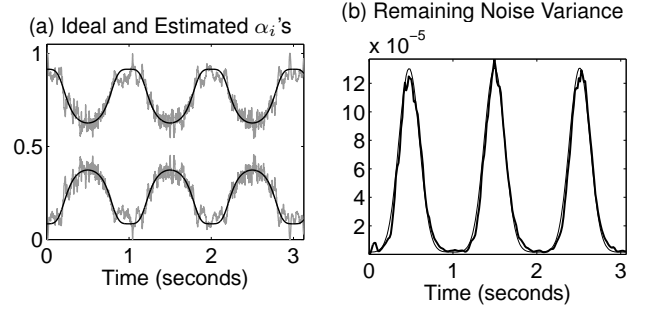 (a) Ideal and Estimated αᵢ's
1
0.5
0
0 1 2 3
Time (seconds)
(b) Remaining Noise Variance
x 10⁻⁵
12
10
8
6
4
2
0 1 2 3
Time (seconds)